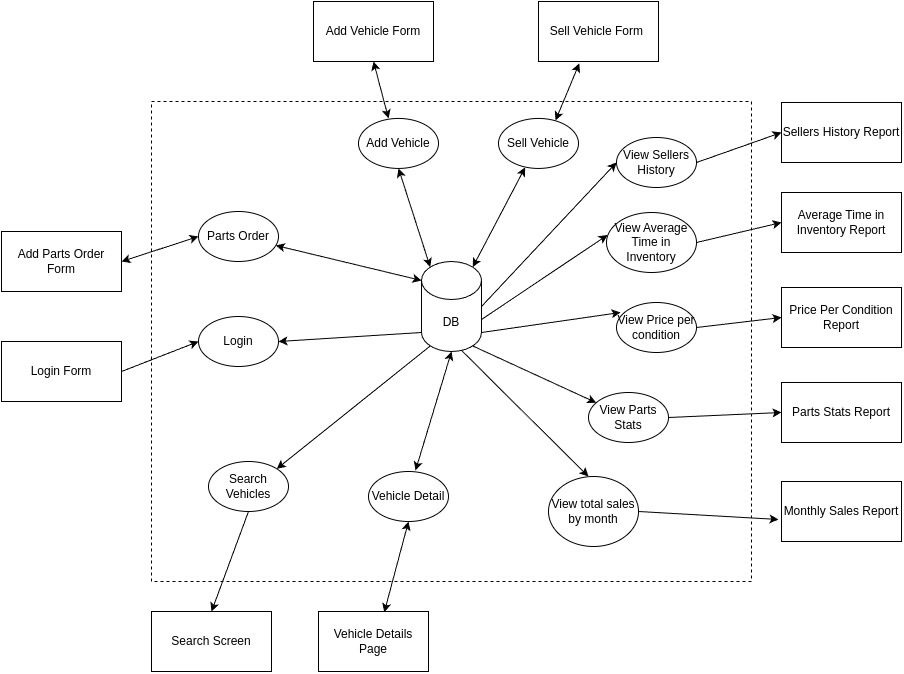 Add Vehicle Form
Sell Vehicle Form
Add Vehicle
Sell Vehicle
Sellers History Report
View Sellers
History
Average Time in
Inventory Report
Parts Order
View Average
Time in
Inventory
Add Parts Order
Form
DB
Price Per Condition
Report
View Price per
condition
Login
Login Form
View Parts
Stats
Parts Stats Report
Search
Vehicles
Vehicle Detail
View total sales
by month
Monthly Sales Report
Search Screen
Vehicle Details
Page